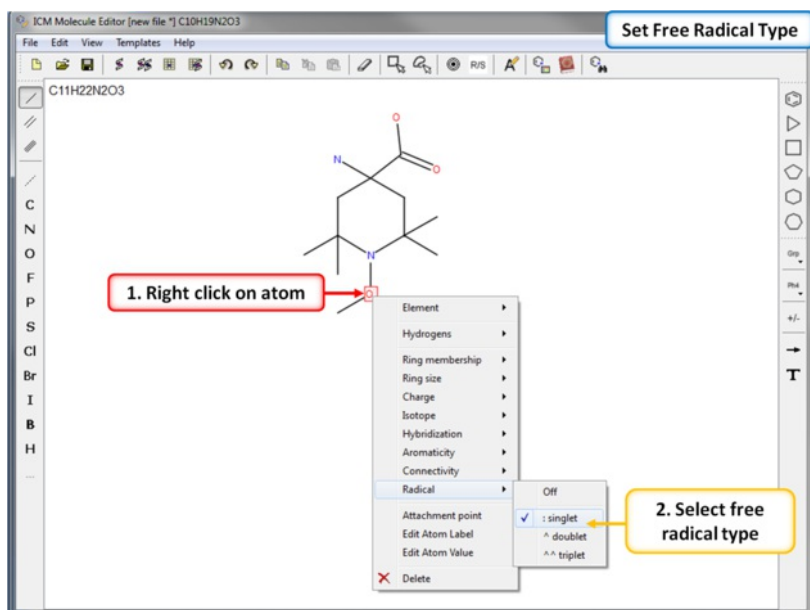 ICM Molecule Editor [new file *] C10H19N2O3
Set Free Radical Type
File Edit View Templates Help
R/S
C11H22N2O3
O
N
O
N
O
1. Right click on atom
C
N
O
F
P
S
Cl
Br
I
B
H
...
Grp
Ph4
+/-
T
Element
Hydrogens
Ring membership
Ring size
Charge
Isotope
Hybridization
Aromaticity
Connectivity
Radical
Attachment point
Edit Atom Label
Edit Atom Value
Delete
Off
: singlet
^ doublet
^^ triplet
2. Select free
radical type